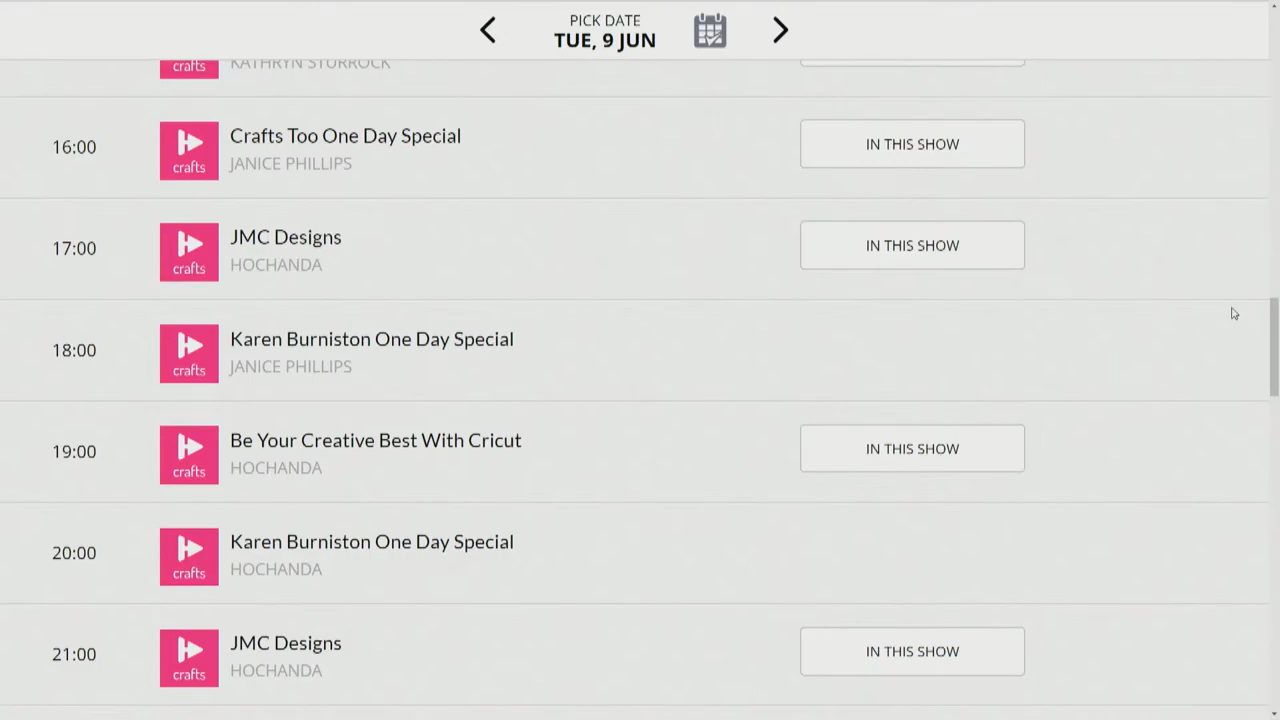 PICK DATE
TUE, 9 JUN
crafts
KATHRYN STURROCK
16:00
crafts
Crafts Too One Day Special
JANICE PHILLIPS
IN THIS SHOW
17:00
crafts
JMC Designs
HOCHANDA
IN THIS SHOW
18:00
crafts
Karen Burniston One Day Special
JANICE PHILLIPS
19:00
crafts
Be Your Creative Best With Cricut
HOCHANDA
IN THIS SHOW
20:00
crafts
Karen Burniston One Day Special
HOCHANDA
21:00
crafts
JMC Designs
HOCHANDA
IN THIS SHOW